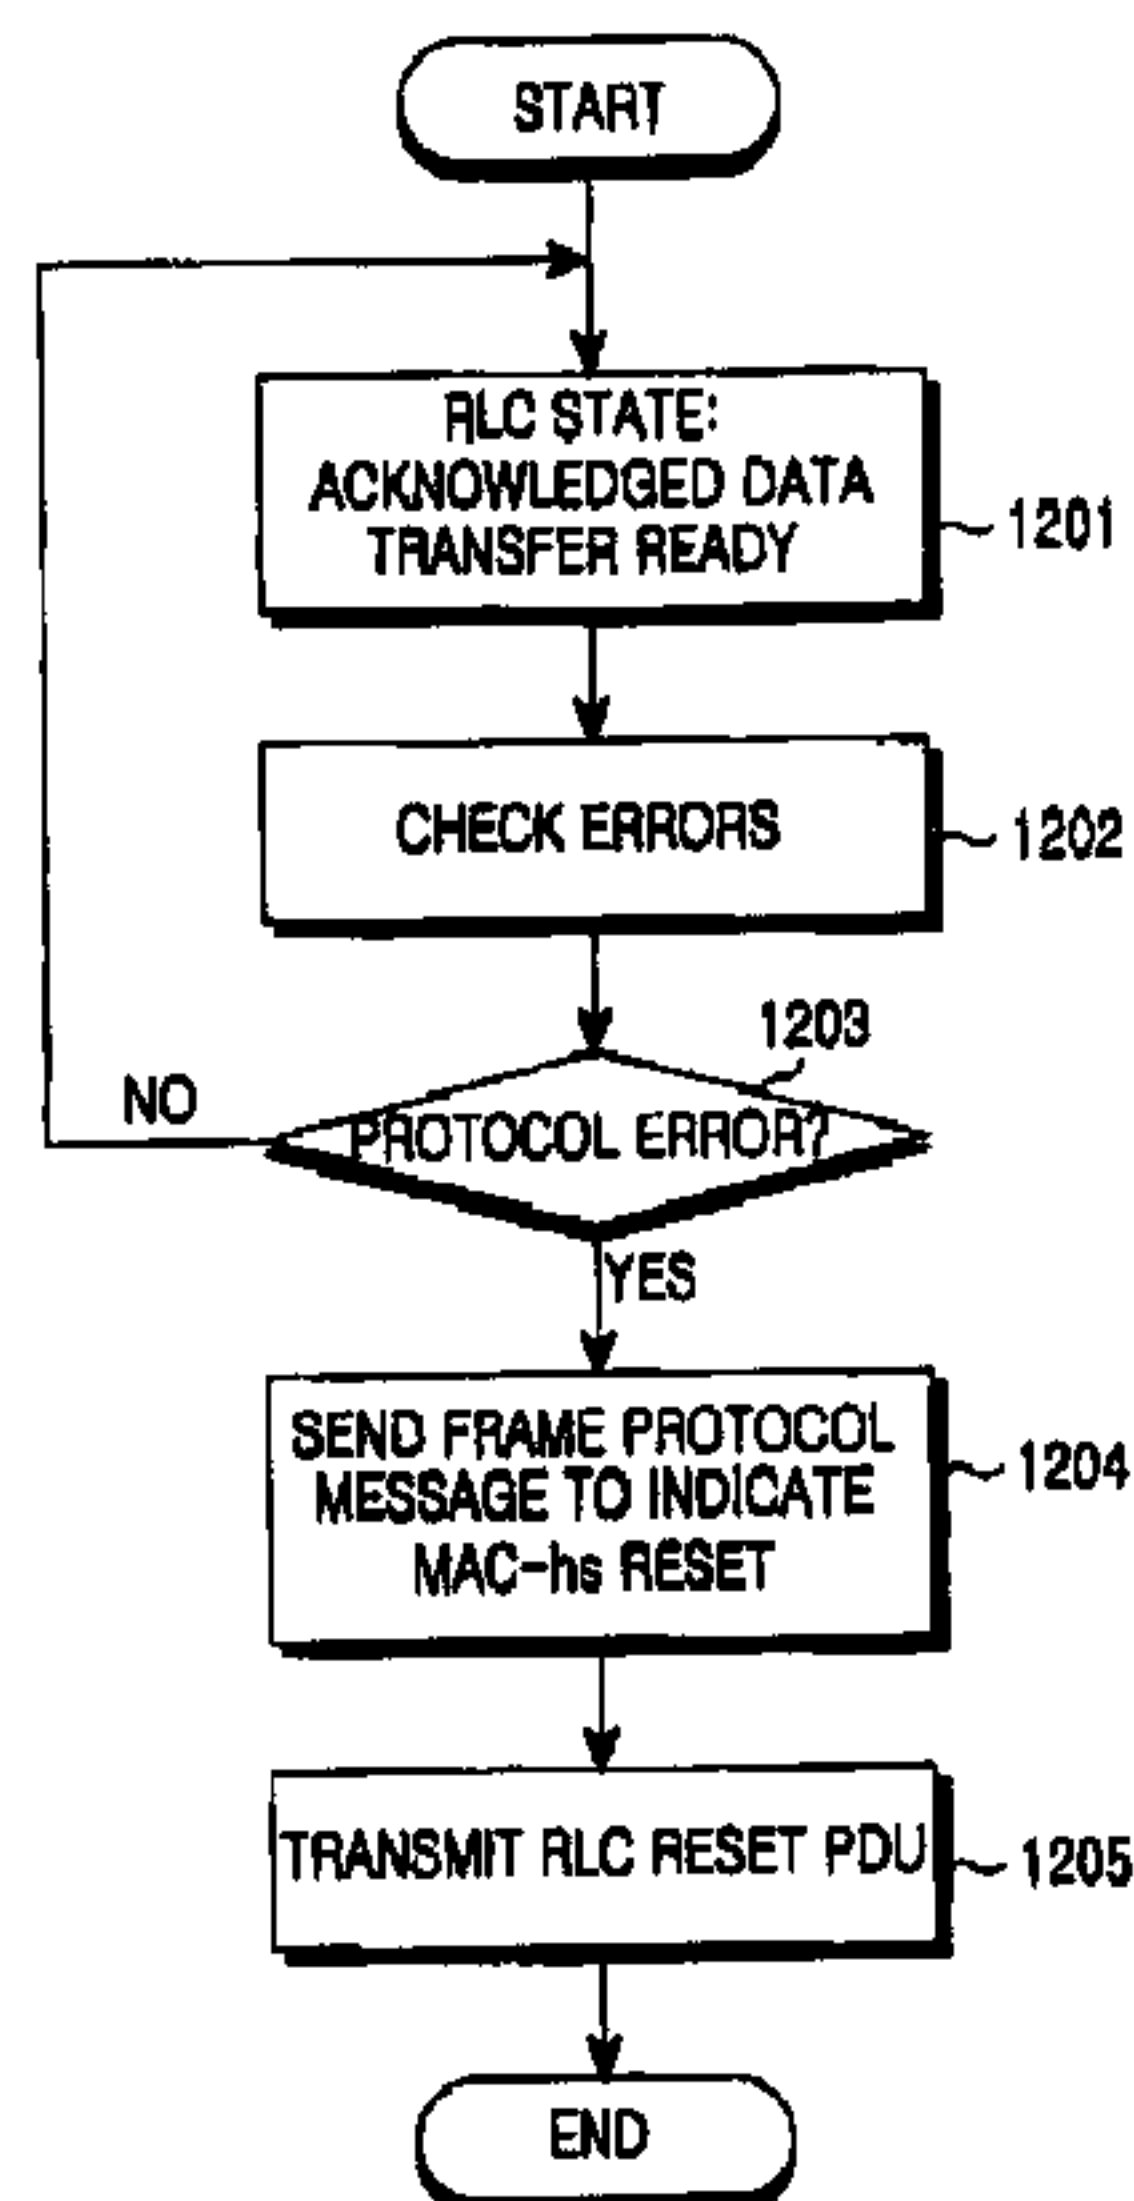 START
RLC STATE:
ACKNOWLEDGED DATA
TRANSFER READY
1201
CHECK ERRORS
1202
1203
NO
PROTOCOL ERROR?
YES
SEND FRAME PROTOCOL
MESSAGE TO INDICATE
MAC-hs RESET
1204
TRANSMIT RLC RESET PDU
1205
END